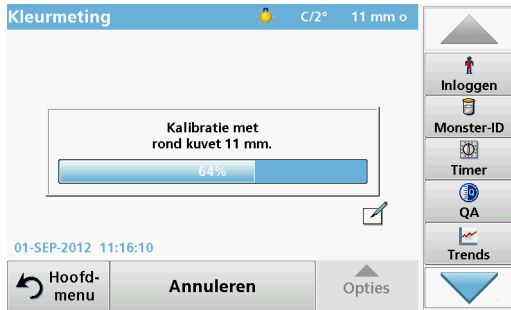 Kleurmeting C/2° 11 mm o
Inloggen
Monster-ID
Timer
QA
Trends
Kalibratie met
rond kuvet 11 mm.
64%
01-SEP-2012 11:16:10
Hoofd-
menu
Annuleren
Opties